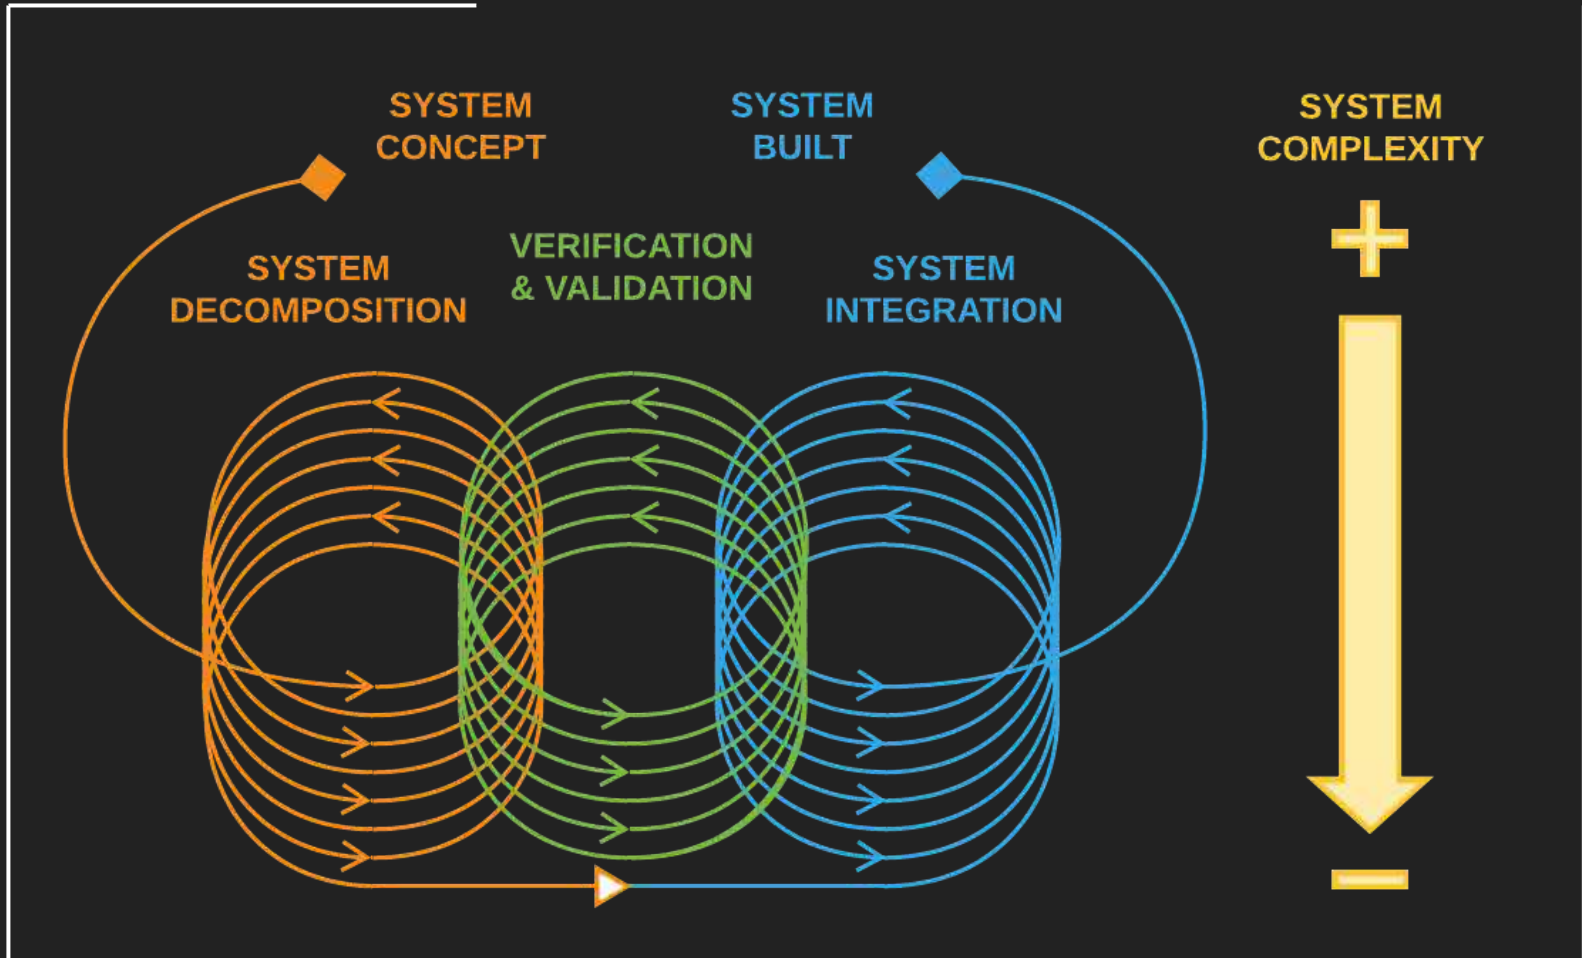 SYSTEM
CONCEPT
SYSTEM
BUILT
SYSTEM
COMPLEXITY
VERIFICATION
& VALIDATION
SYSTEM
DECOMPOSITION
SYSTEM
INTEGRATION